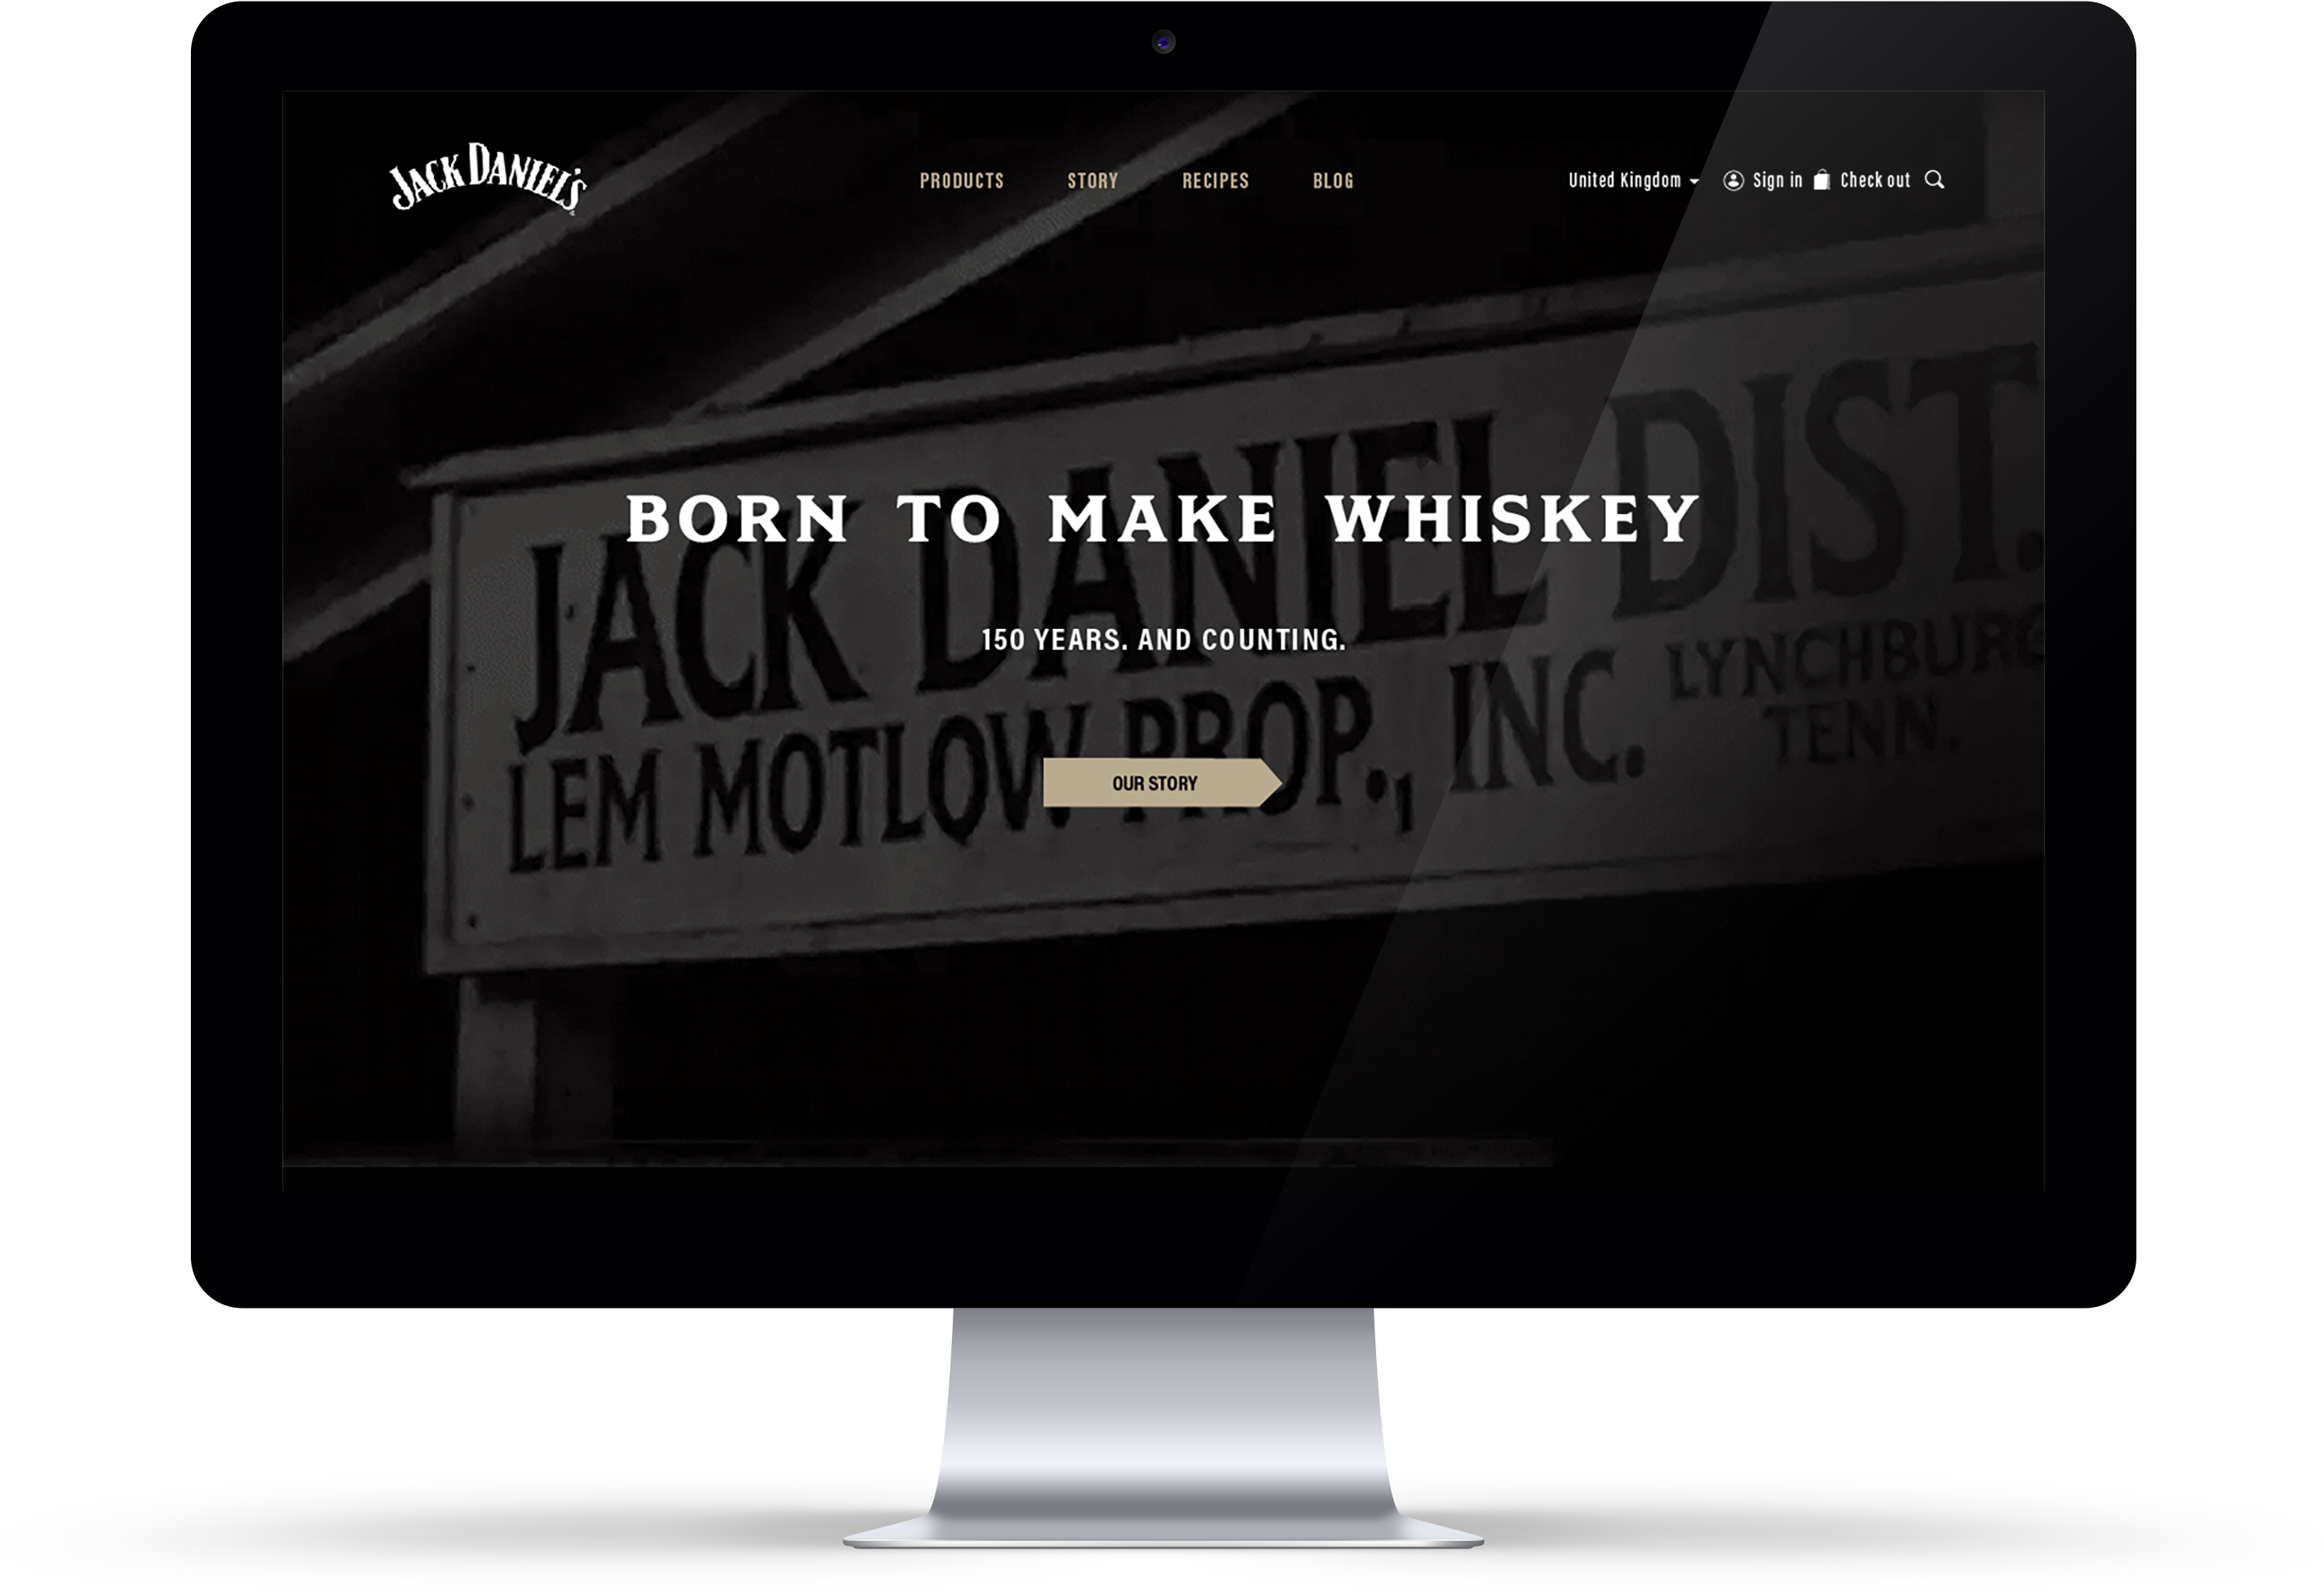 JACK DANIEL'S
PRODUCTS STORY RECIPES BLOG
United Kingdom Sign in Check out
BORN TO MAKE WHISKEY
150 YEARS. AND COUNTING.
OUR STORY
JACK DANIEL DIST.
LEM MOTLOW PROP., INC.
LYNCHBURG
TENN.